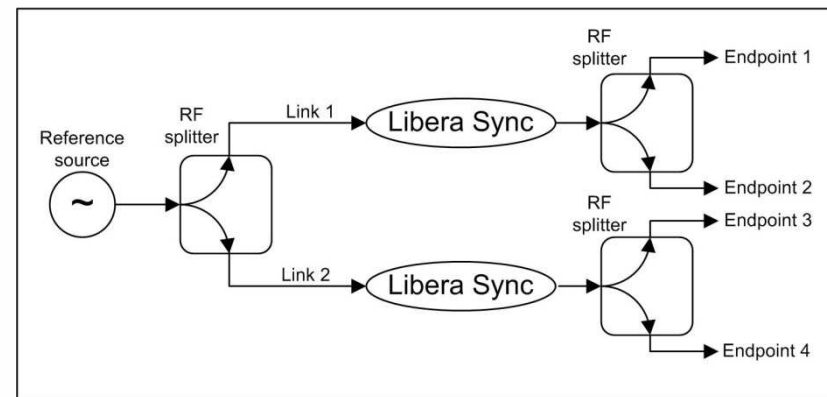 Reference
source
~
RF
splitter
Link 1
Libera Sync
RF
splitter
Endpoint 1
Endpoint 2
Link 2
Libera Sync
RF
splitter
Endpoint 3
Endpoint 4